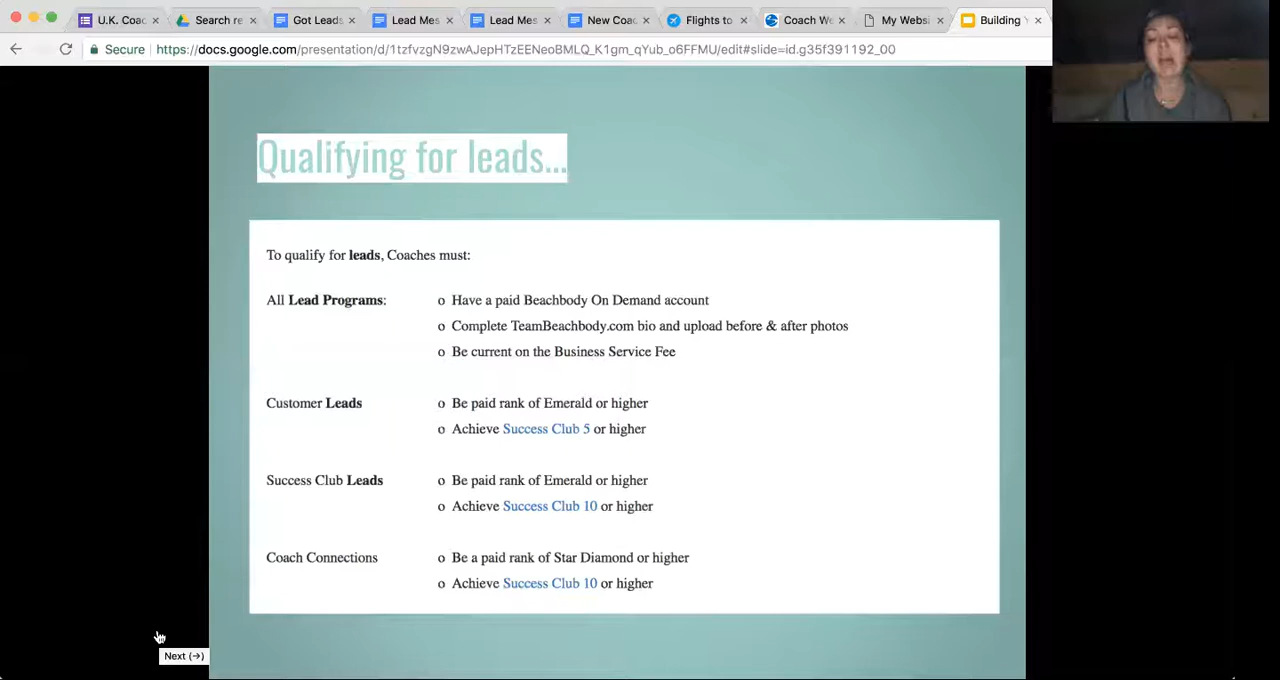 U.K. Coac
Search re
Got Leads
Lead Mes
Lead Mes
New Coac
Flights to
Coach We
My Websi
Building Y
Secure https://docs.google.com/presentation/d/1tzfvzgN9zwAJepHTzEENeoBMLQ_K1gm_qYub_o6FFMU/edit#slide=id.g35f391192_00
Qualifying for leads...
To qualify for leads, Coaches must:
All Lead Programs: o Have a paid Beachbody On Demand account
o Complete TeamBeachbody.com bio and upload before & after photos
o Be current on the Business Service Fee
Customer Leads o Be paid rank of Emerald or higher
o Achieve Success Club 5 or higher
Success Club Leads o Be paid rank of Emerald or higher
o Achieve Success Club 10 or higher
Coach Connections o Be a paid rank of Star Diamond or higher
o Achieve Success Club 10 or higher
Next (→)